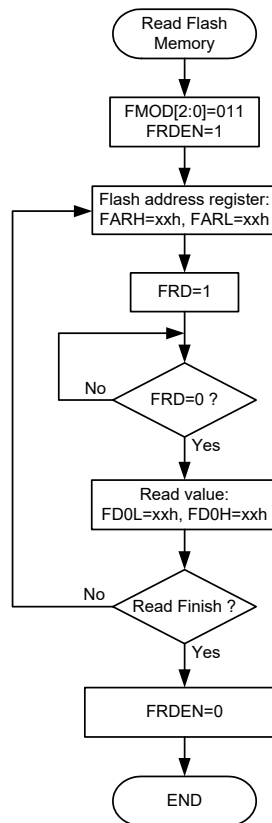 Read Flash
Memory
FMOD[2:0]=011
FRDEN=1
Flash address register:
FARH=xxh, FARL=xxh
FRD=1
No
FRD=0 ?
Yes
Read value:
FD0L=xxh, FD0H=xxh
No
Read Finish ?
Yes
FRDEN=0
END